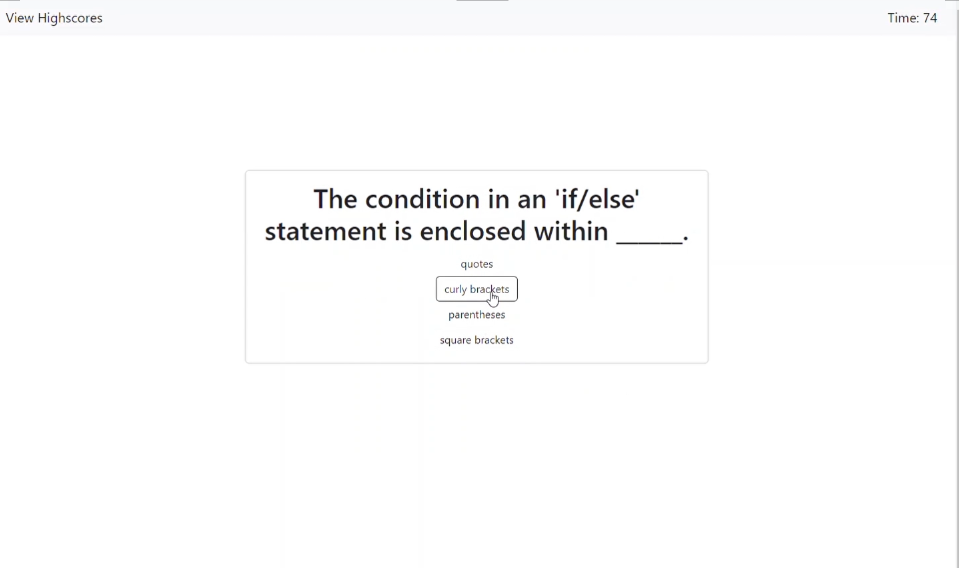 View Highscores
Time: 74
The condition in an 'if/else'
statement is enclosed within ______.
quotes
curly brackets
parentheses
square brackets